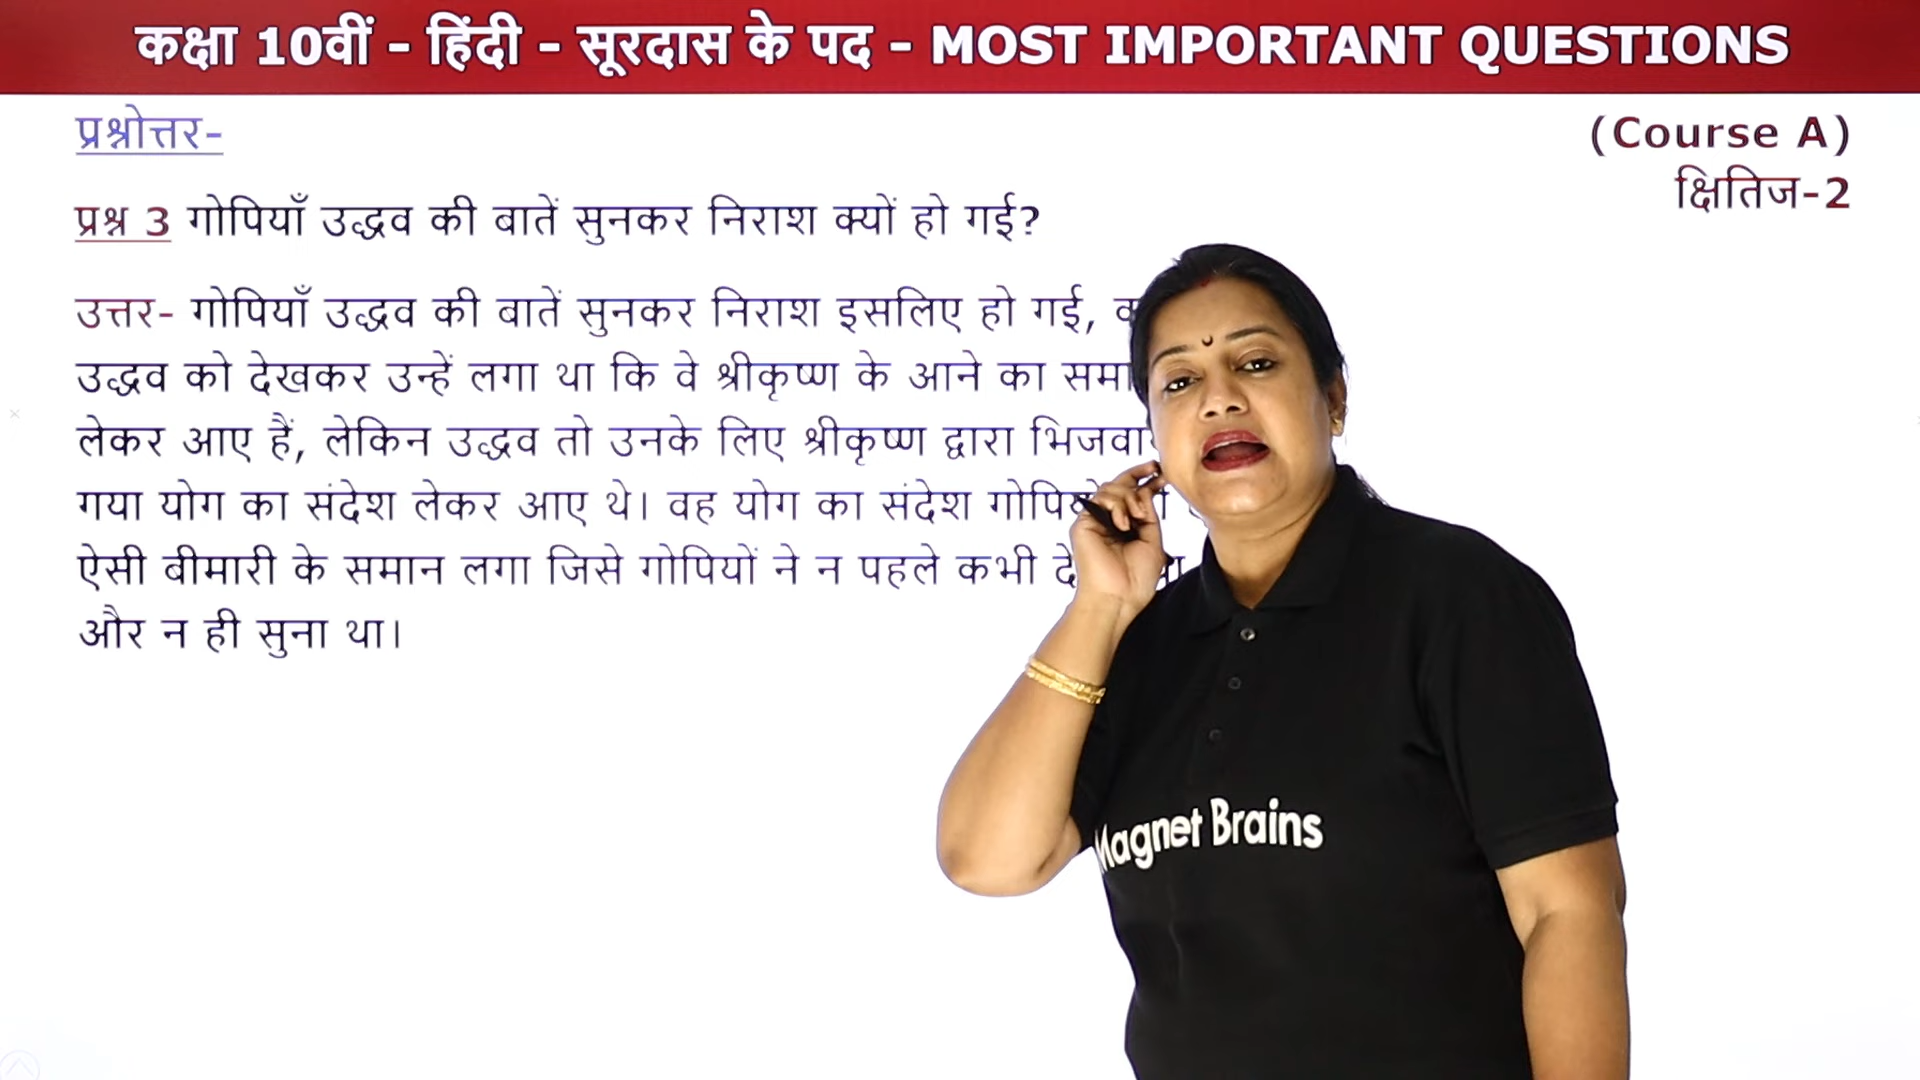 कक्षा 10वीं - हिंदी - सूरदास के पद - MOST IMPORTANT QUESTIONS
प्रश्नोत्तर-
(Course A)
क्षितिज-2
प्रश्न 3 गोपियाँ उद्धव की बातें सुनकर निराश क्यों हो गई?
उत्तर- गोपियाँ उद्धव की बातें सुनकर निराश इसलिए हो गई,
उद्धव को देखकर उन्हें लगा था कि वे श्रीकृष्ण के आने का
लेकर आए हैं, लेकिन उद्धव तो उनके लिए श्रीकृष्ण द्वारा
गया योग का संदेश लेकर आए थे। वह योग का संदेश
ऐसी बीमारी के समान लगा जिसे गोपियों ने न पहले कभी
और न ही सुना था।
Magnet Brains